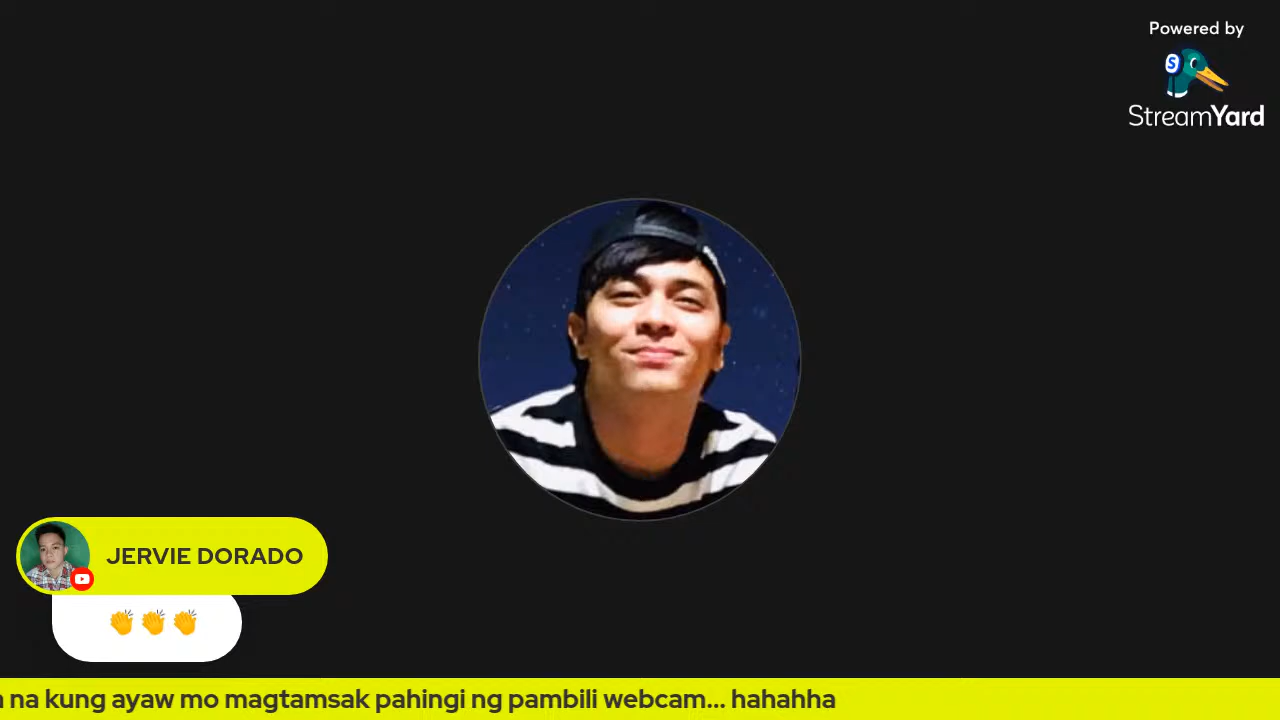 Powered by
S
StreamYard
JERVIE DORADO
na kung ayaw mo magtamsak pahingi ng pambili webcam... hahahha